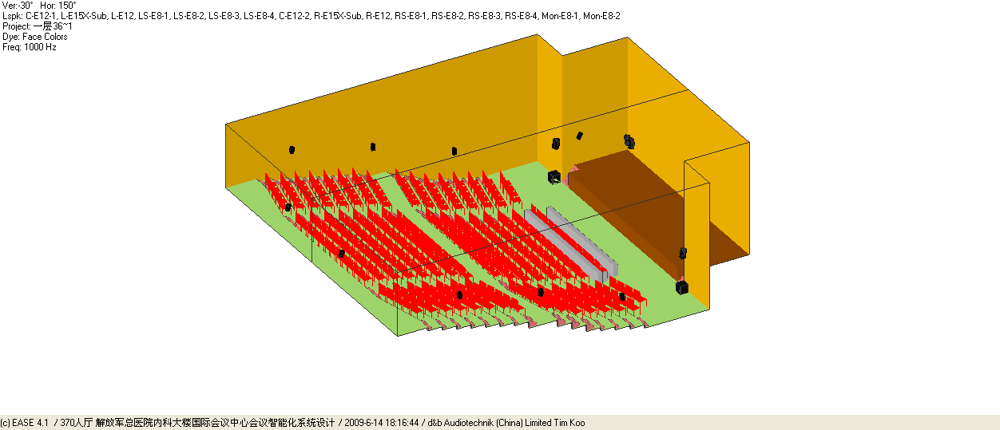 Ver:-30° Hor: 150°
Lspk: C-E12-1, L-E15X-Sub, L-E12, LS-E8-1, LS-E8-2, LS-E8-3, LS-E8-4, C-E12-2, R-E15X-Sub, R-E12, RS-E8-1, RS-E8-2, RS-E8-3, RS-E8-4, Mon-E8-1, Mon-E8-2
Project: 一层36~1
Dye: Face Colors
Freq: 1000 Hz
(c) EASE 4.1 / 370人厅 解放军总医院内科大楼国际会议中心会议智能化系统设计 / 2009-6-14 18:16:44 / d&b Audiotechnik (China) Limited Tim Koo